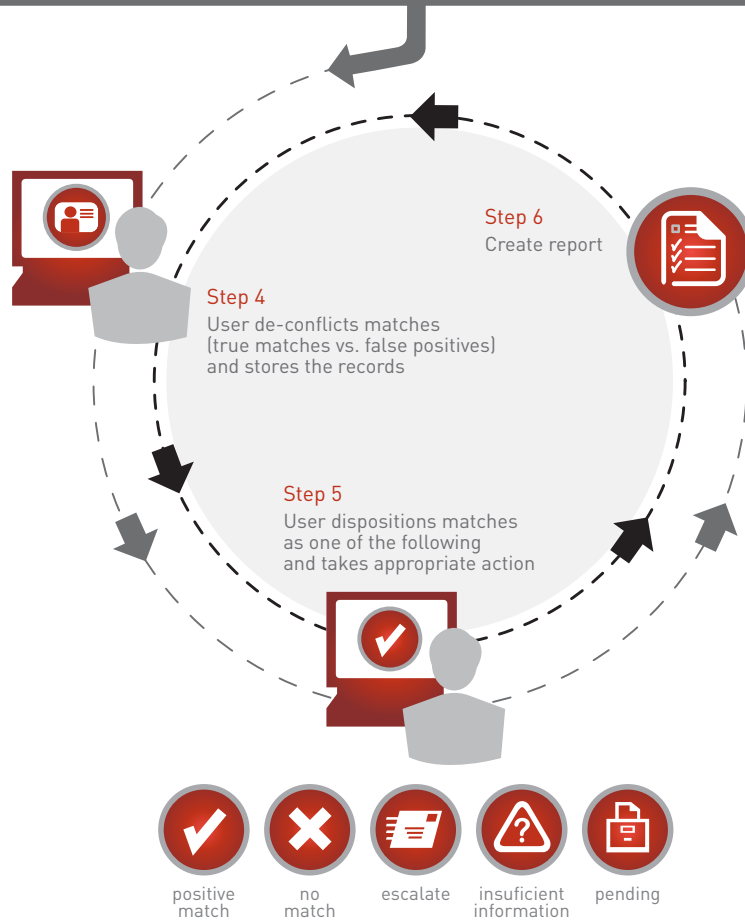 Step 4
User de-conflicts matches
(true matches vs. false positives)
and stores the records
Step 5
User dispositions matches
as one of the following
and takes appropriate action
Step 6
Create report
positive
match
no
match
escalate
insuficient
information
pending